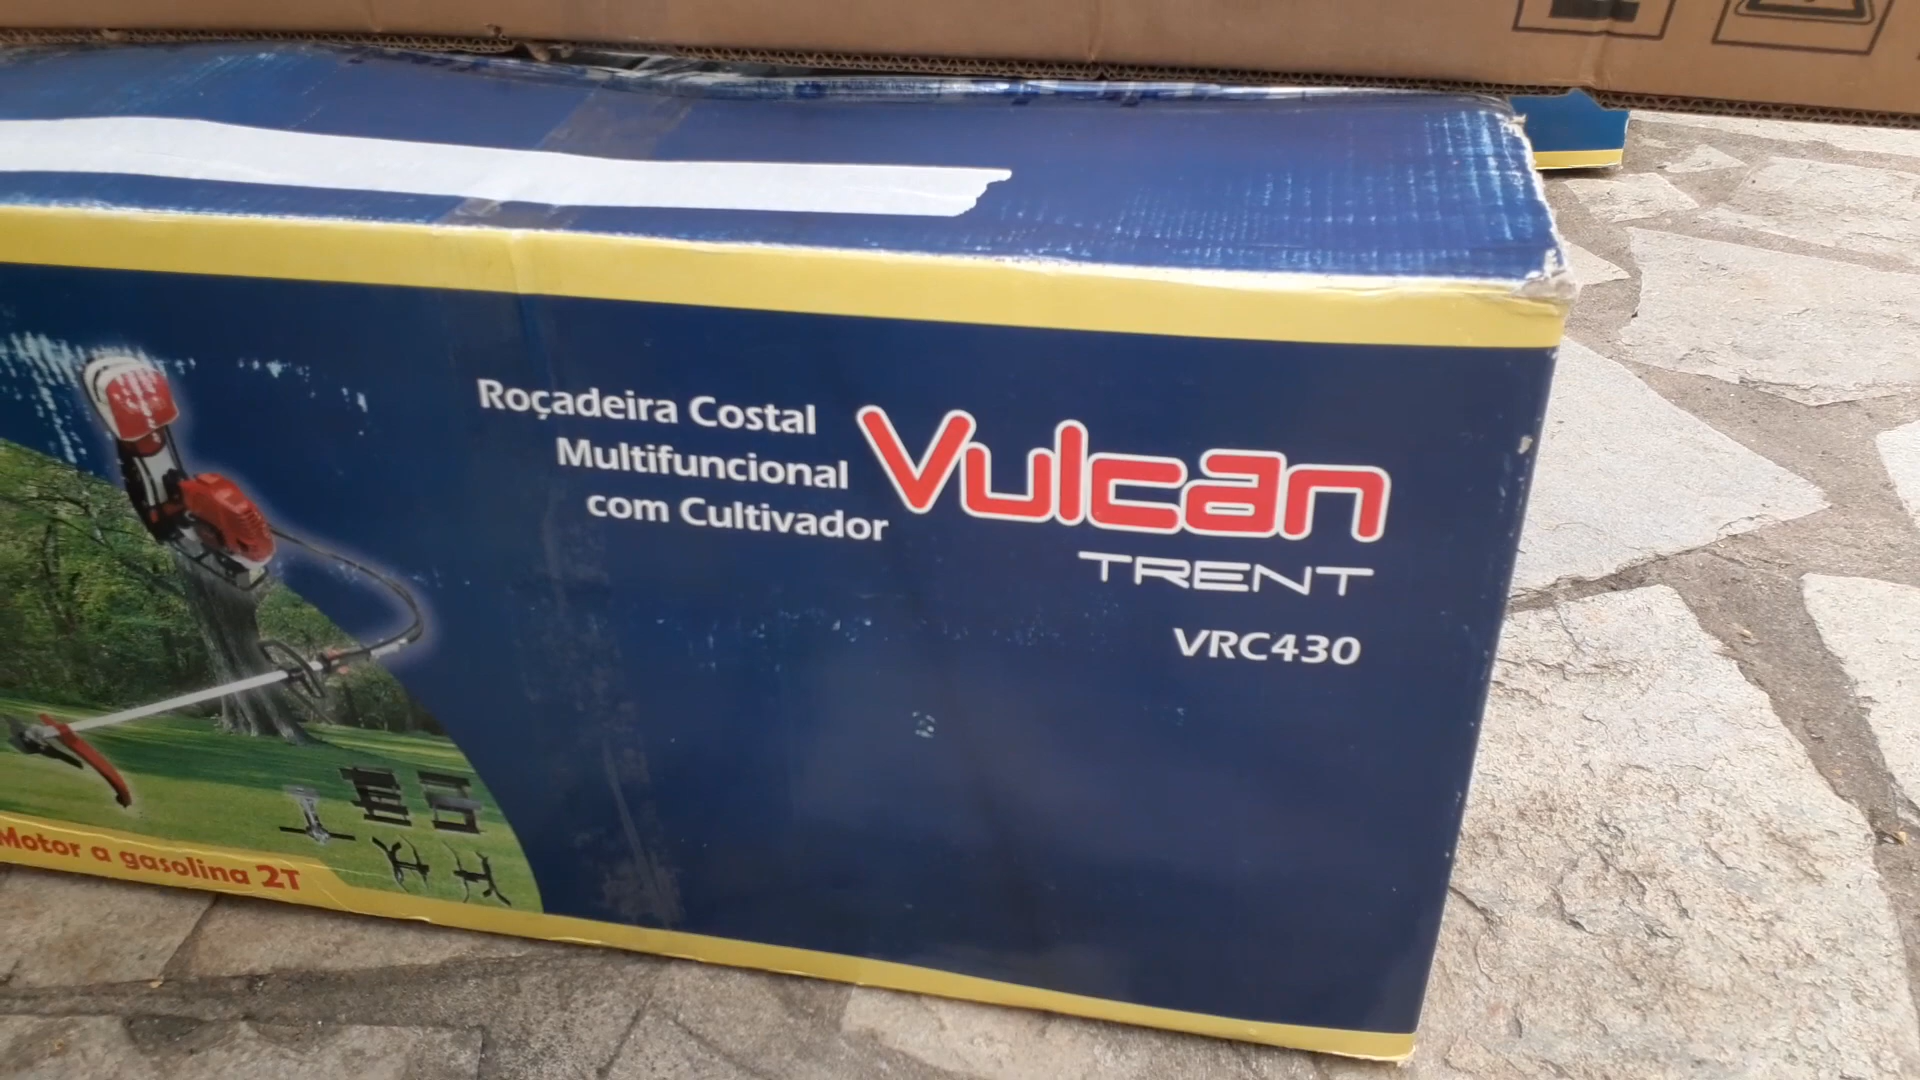 Roçadeira Costal
Multifuncional
com Cultivador
Vulcan
TRENT
VRC430
Motor a gasolina 2T